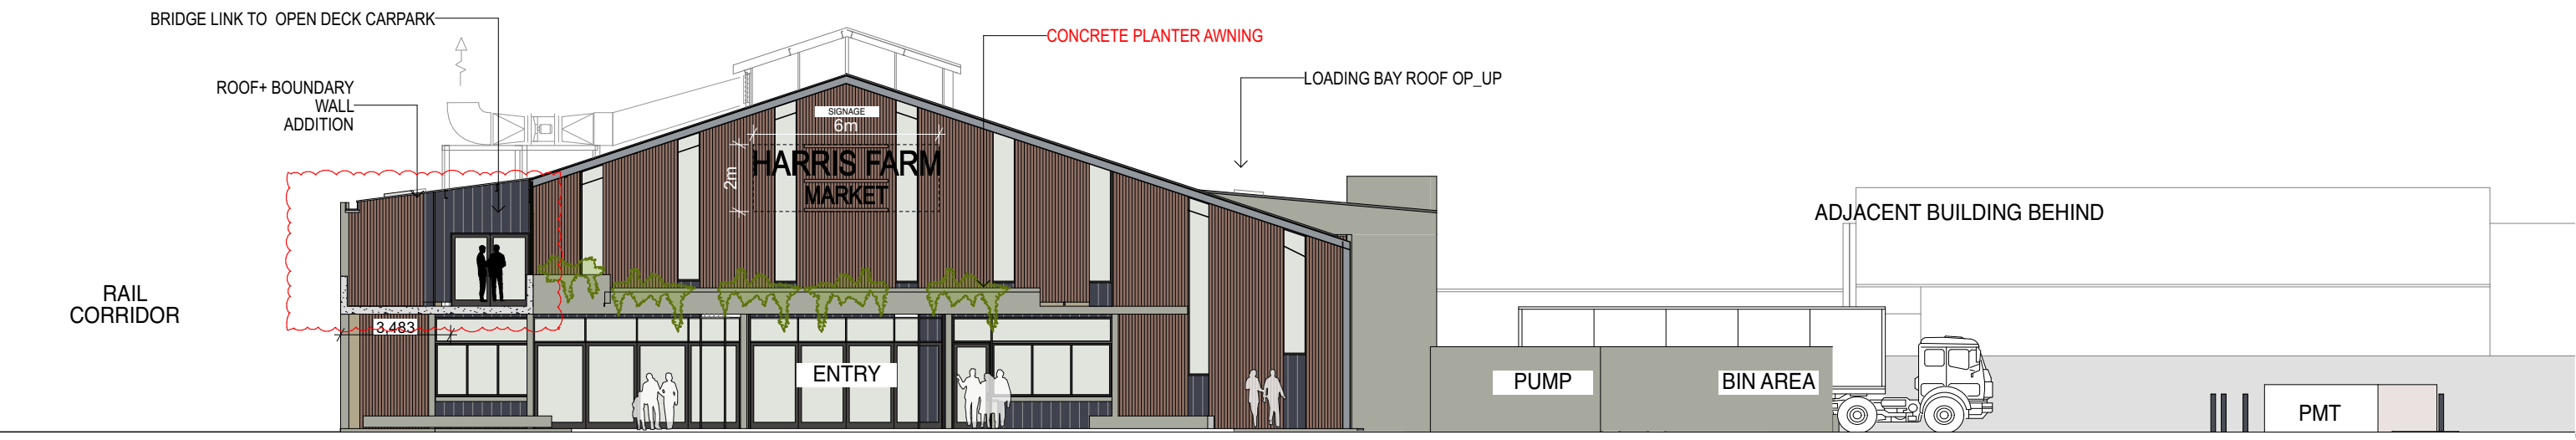 BRIDGE LINK TO OPEN DECK CARPARK
CONCRETE PLANTER AWNING
ROOF+ BOUNDARY
WALL
ADDITION
LOADING BAY ROOF OP_UP
SIGNAGE
6m
2m
HARRIS FARM
MARKET
ADJACENT BUILDING BEHIND
RAIL
CORRIDOR
3,483
ENTRY
PUMP
BIN AREA
PMT